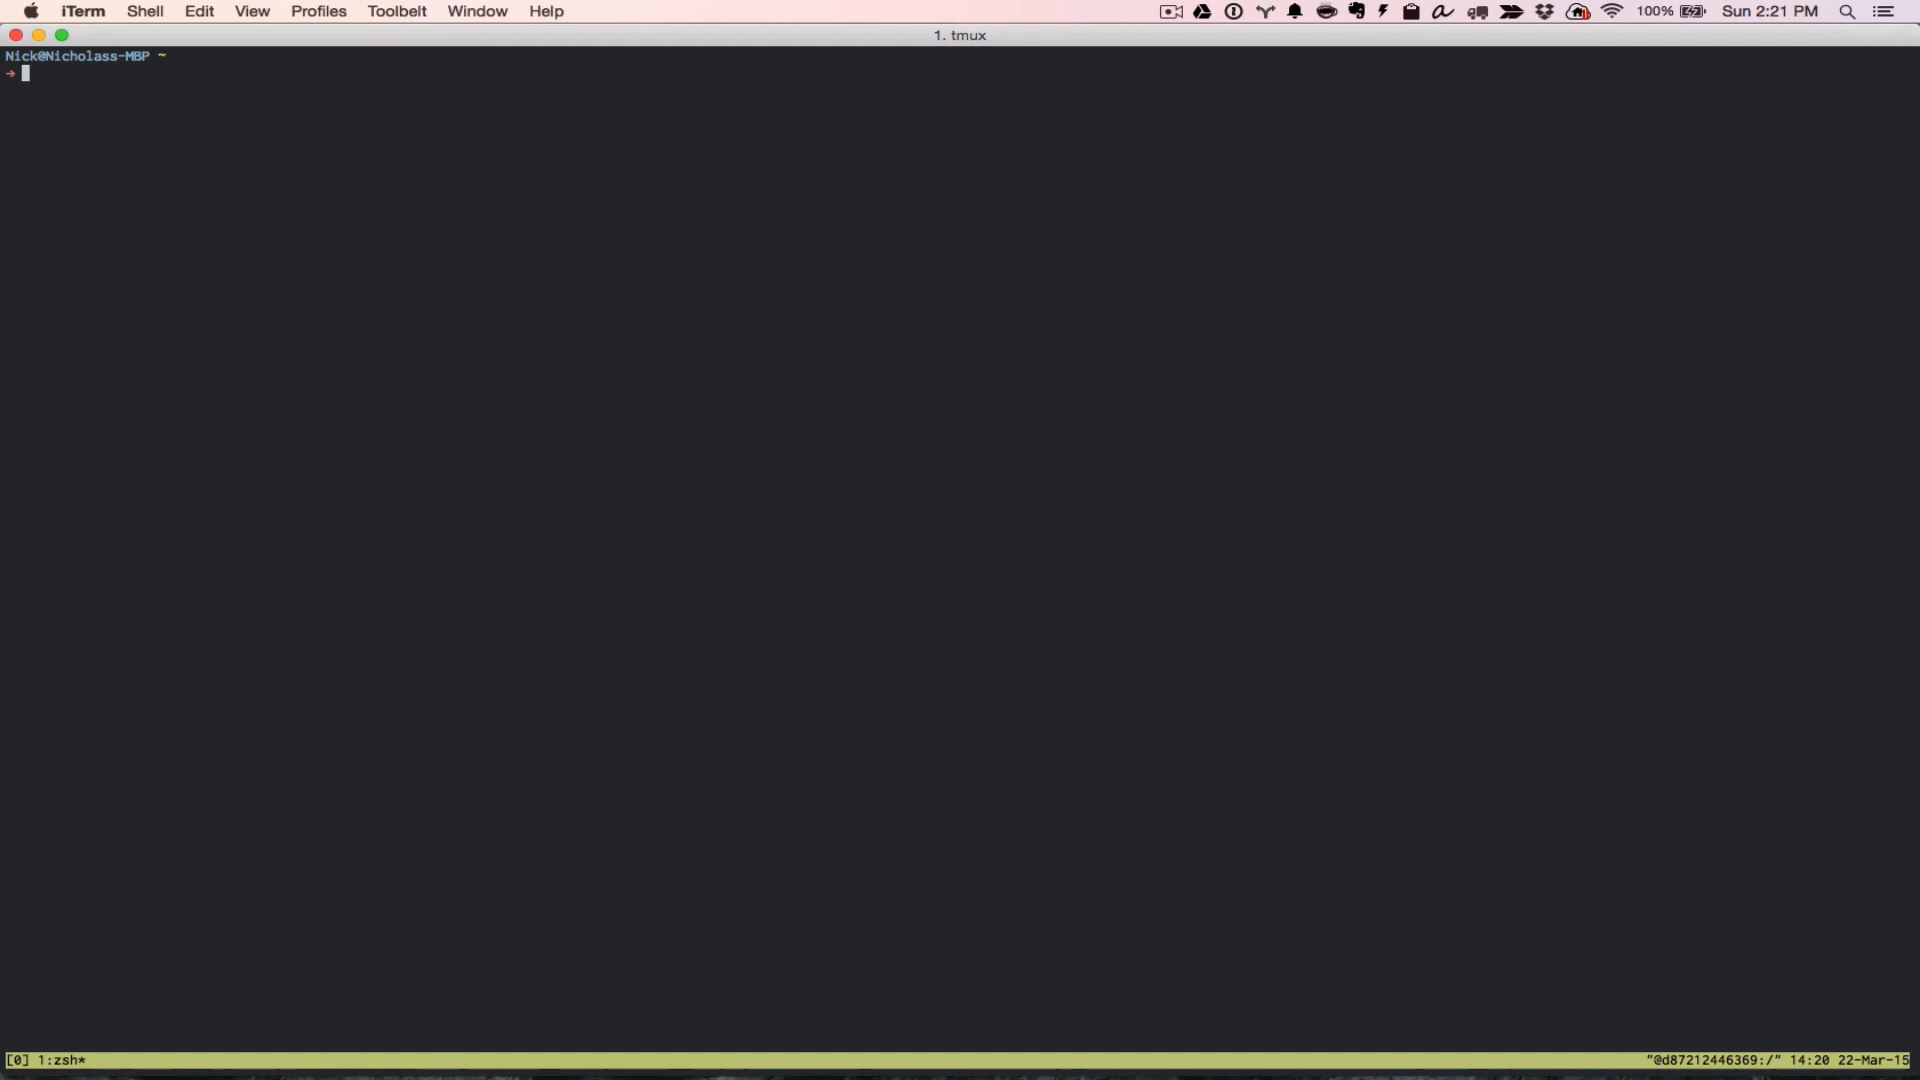 iTerm Shell Edit View Profiles Toolbelt Window Help 100% Sun 2:21 PM
1. tmux
Nick@Nicholass-MBP ~
→
[0] 1:zsh* "@d87212446369:/" 14:20 22-Mar-15